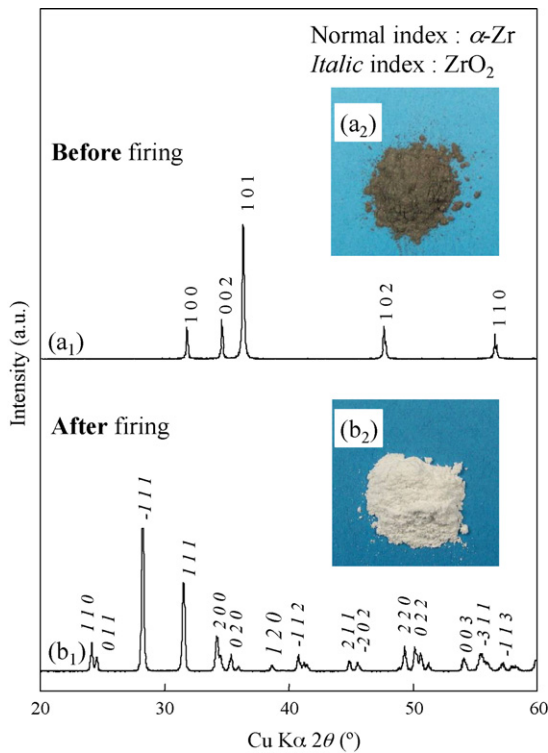 Normal index : α-Zr
Italic index : ZrO₂
(a₂)
Before firing
1 0 0
0 0 2
1 0 1
1 0 2
1 1 0
(a₁)
Intensity (a.u.)
After firing
(b₂)
1 1 0
0 1 1
-1 1 1
1 1 1
2 0 0
0 2 0
1 2 0
-1 1 2
2 1 1
-2 0 2
2 2 0
0 2 2
0 0 3
-3 1 1
-1 1 3
(b₁)
20 30 40 50 60
Cu Kα 2θ (°)